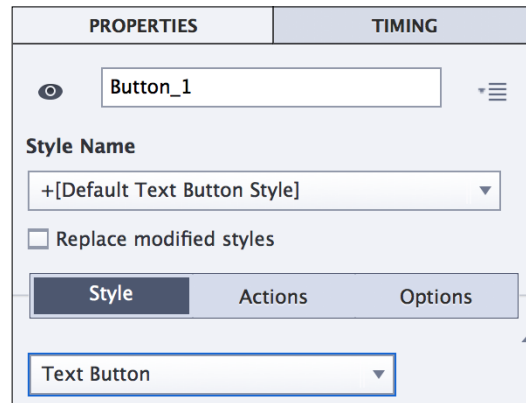 PROPERTIES TIMING
Button_1
Style Name
+[Default Text Button Style]
Replace modified styles
Style Actions Options
Text Button